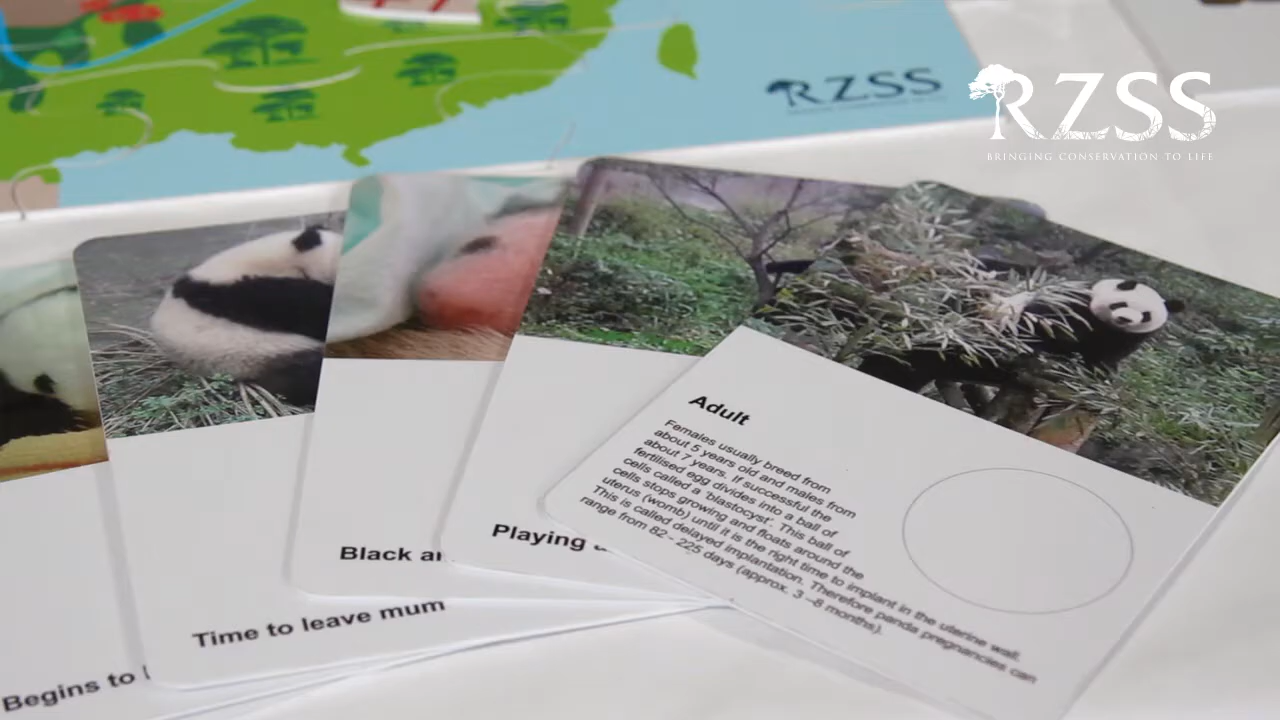 RZSS
RZSS
BRINGING CONSERVATION TO LIFE
Adult
Females usually breed from
about 5 years old and males from
about 7 years. If successful the
fertilised egg divides into a ball of
cells called a 'blastocyst'. This ball of
cells stops growing and floats around the
uterus (womb) until it is the right time to implant in the uterine wall.
This is called delayed implantation. Therefore panda pregnancies can
range from 82 - 225 days (approx. 3 –8 months).
Playing
Black
Time to leave mum
Begins to